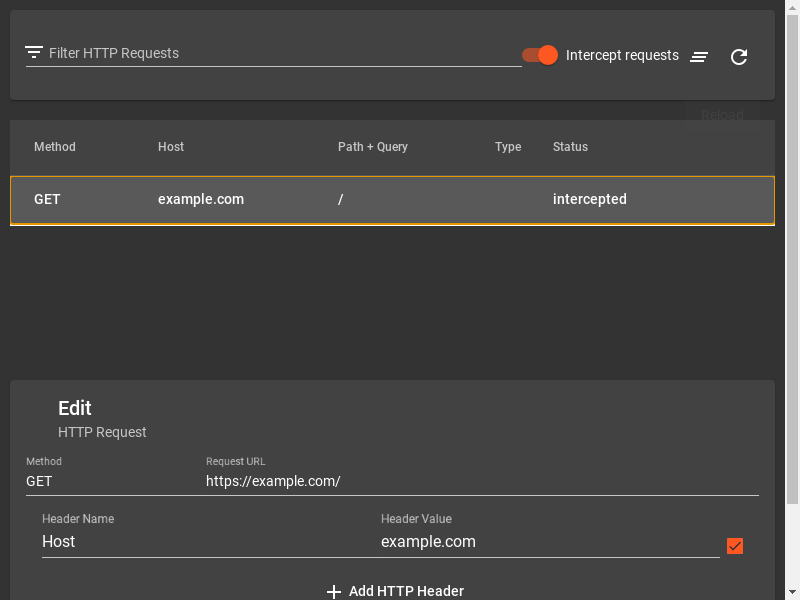 Filter HTTP Requests
Intercept requests
Reload
Method Host Path + Query Type Status
GET example.com / intercepted
Edit
HTTP Request
Method Request URL
GET https://example.com/
Header Name Header Value
Host example.com
Add HTTP Header